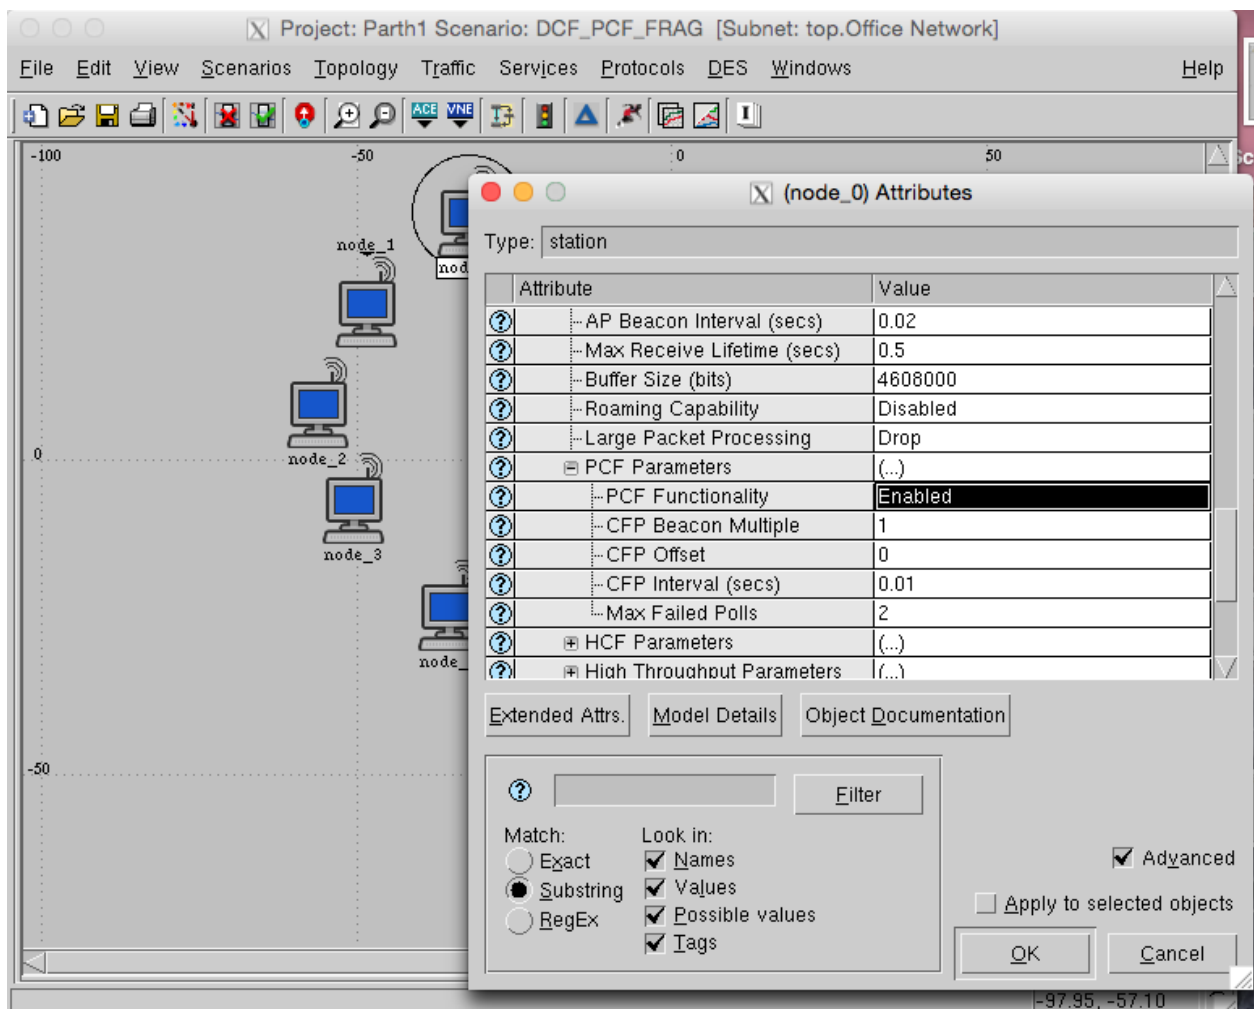 Project: Parth1 Scenario: DCF_PCF_FRAG [Subnet: top.Office Network]
File Edit View Scenarios Topology Traffic Services Protocols DES Windows Help
ACE VNE
-100 -50 0 50
(node_0) Attributes
Type: station
node_1
nod
Attribute Value
AP Beacon Interval (secs) 0.02
Max Receive Lifetime (secs) 0.5
Buffer Size (bits) 4608000
Roaming Capability Disabled
Large Packet Processing Drop
0 node_2
PCF Parameters (...)
PCF Functionality Enabled
CFP Beacon Multiple 1
node_3
CFP Offset 0
CFP Interval (secs) 0.01
Max Failed Polls 2
HCF Parameters (...)
node_
High Throughput Parameters (...)
Extended Attrs. Model Details Object Documentation
-50
Filter
Match: Look in:
Exact Names
Substring Values
RegEx Possible values
Tags
Advanced
Apply to selected objects
OK Cancel
-97.95, -57.10